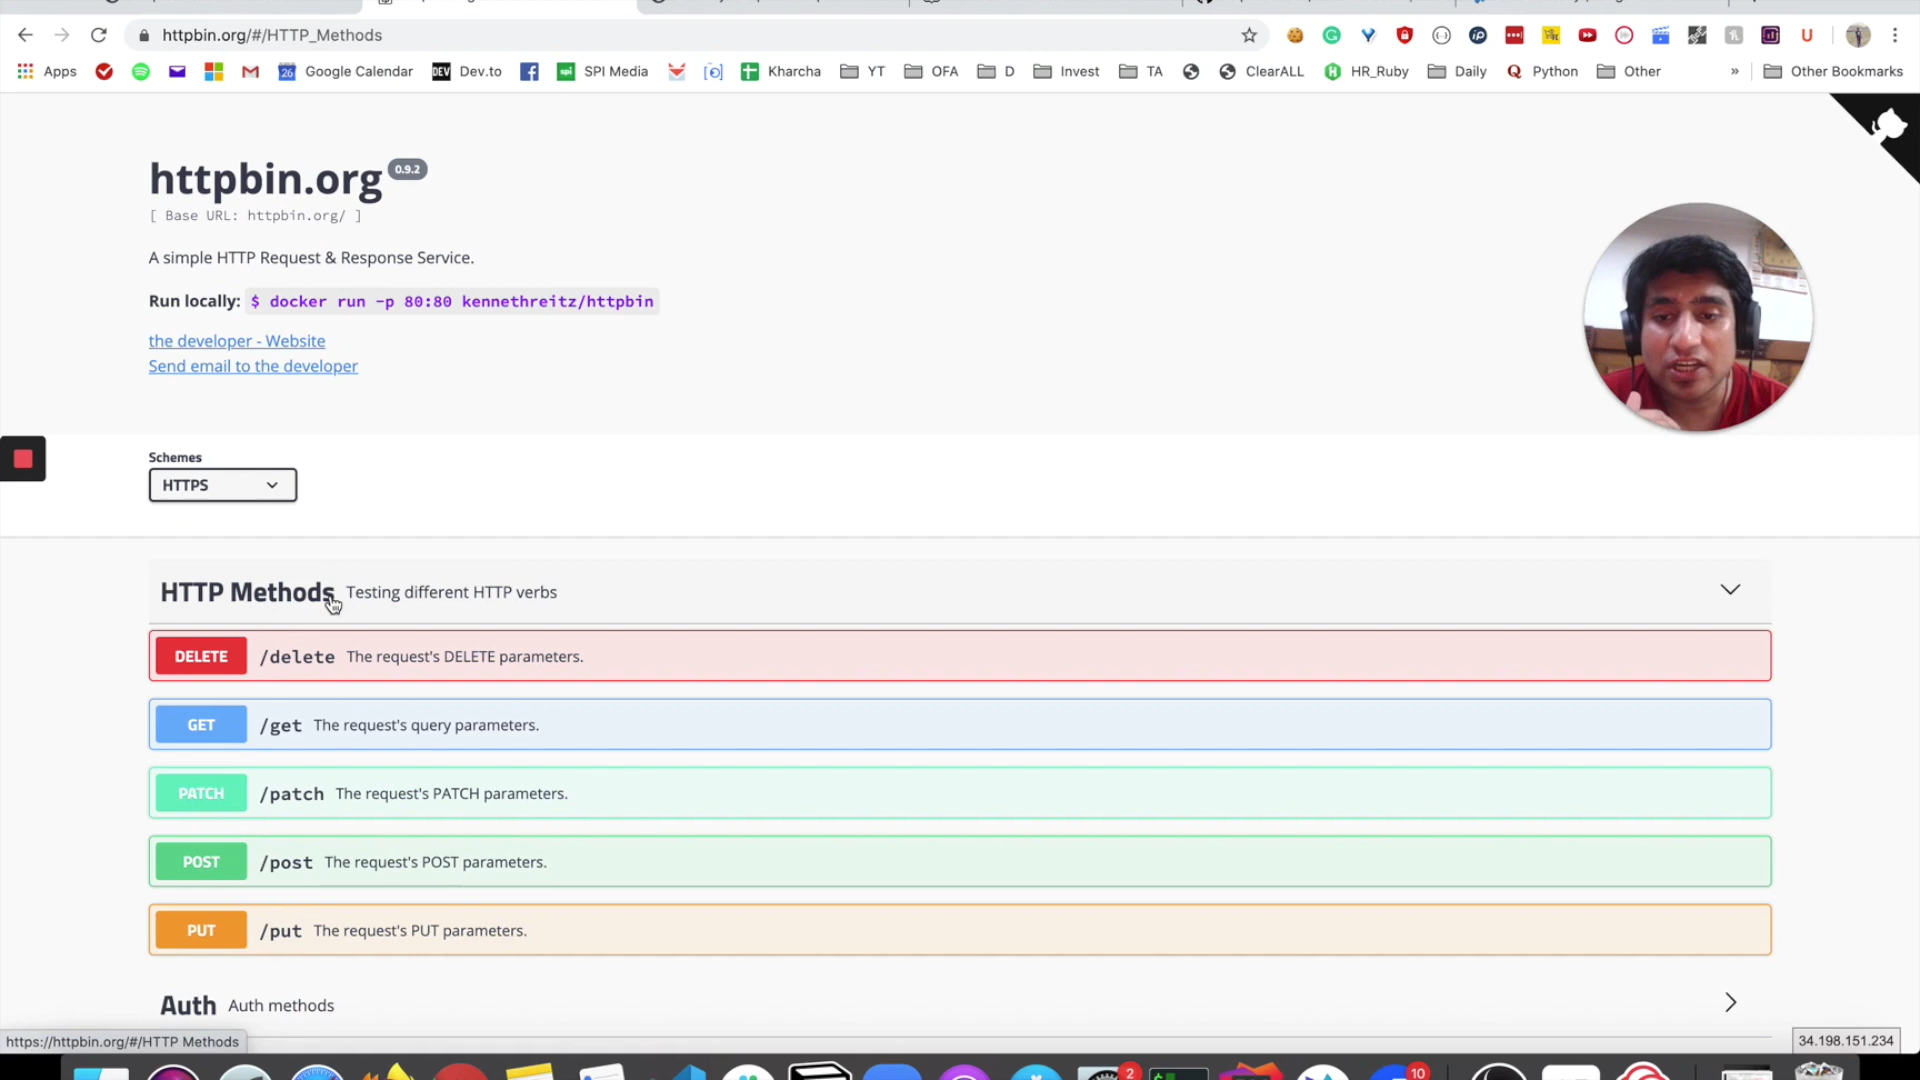 httpbin.org/#/HTTP_Methods
Apps
26 Google Calendar
DEV Dev.to
spi SPI Media
Kharcha
YT
OFA
D
Invest
TA
ClearALL
HR_Ruby
Daily
Python
Other
»
Other Bookmarks
httpbin.org 0.9.2
[ Base URL: httpbin.org/ ]
A simple HTTP Request & Response Service.
Run locally: $ docker run -p 80:80 kennethreitz/httpbin
the developer - Website
Send email to the developer
Schemes
HTTPS
HTTP Methods Testing different HTTP verbs
DELETE /delete The request's DELETE parameters.
GET /get The request's query parameters.
PATCH /patch The request's PATCH parameters.
POST /post The request's POST parameters.
PUT /put The request's PUT parameters.
Auth Auth methods
https://httpbin.org/#/HTTP Methods
34.198.151.234
2
10